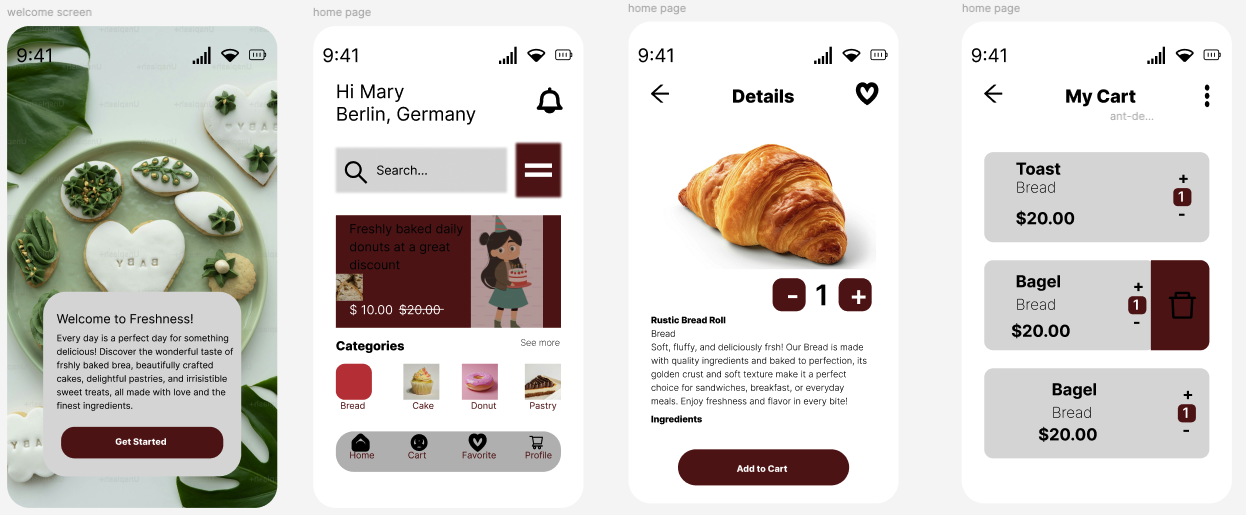 welcome screen
9:41
YSAS
YSAS
Welcome to Freshness!
Every day is a perfect day for something
delicious! Discover the wonderful taste of
frshly baked brea, beautifully crafted
cakes, delightful pastries, and irrisistible
sweet treats, all made with love and the
finest ingredients.
Get Started
home page
9:41
Hi Mary
Berlin, Germany
Search...
Freshly baked daily
donuts at a great
discount
$ 10.00 $20.00
Categories
See more
Bread
Cake
Donut
Pastry
Home
Cart
Favorite
Profile
home page
9:41
Details
- 1 +
Rustic Bread Roll
Bread
Soft, fluffy, and deliciously frsh! Our Bread is made
with quality ingredients and baked to perfection, its
golden crust and soft texture make it a perfect
choice for sandwiches, breakfast, or everyday
meals. Enjoy freshness and flavor in every bite!
Ingredients
Add to Cart
home page
9:41
My Cart
ant-de...
Toast
Bread
$20.00
+
1
-
Bagel
Bread
$20.00
+
1
-
Bagel
Bread
$20.00
+
1
-